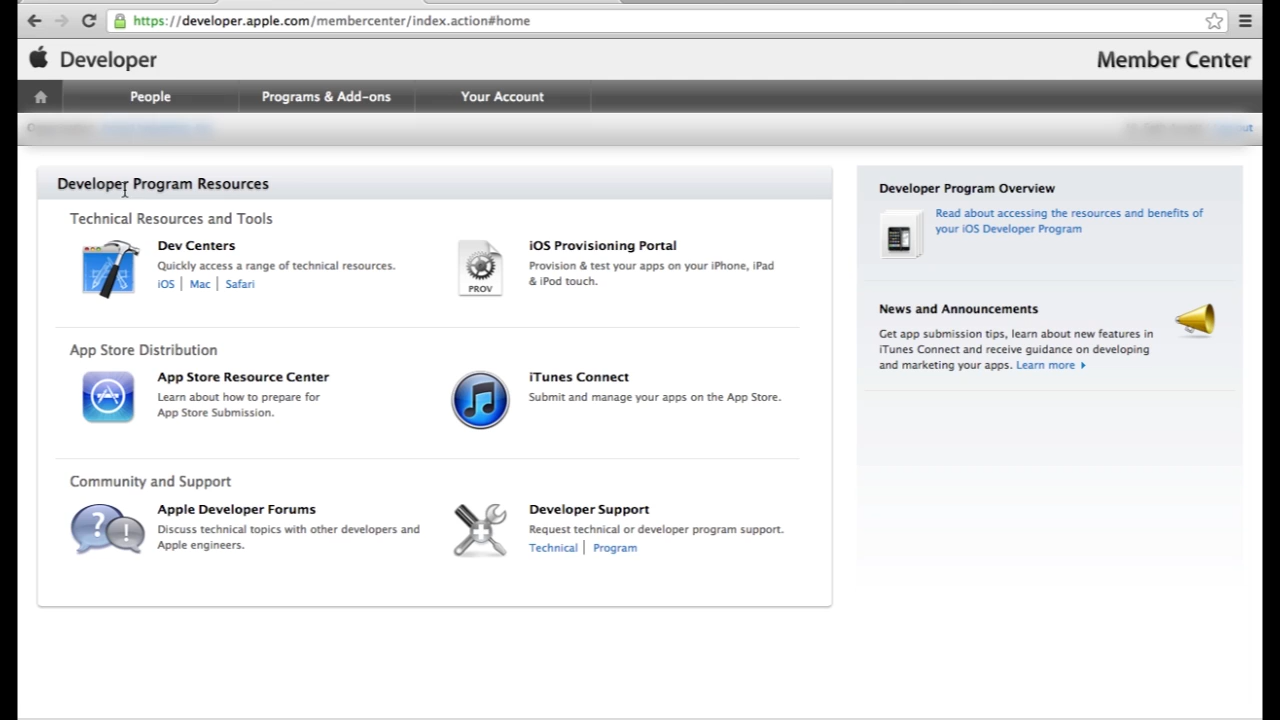 https://developer.apple.com/membercenter/index.action#home
Developer
Member Center
People
Programs & Add-ons
Your Account
Developer Program Resources
Technical Resources and Tools
Dev Centers
Quickly access a range of technical resources.
iOS | Mac | Safari
PROV
iOS Provisioning Portal
Provision & test your apps on your iPhone, iPad
& iPod touch.
App Store Distribution
App Store Resource Center
Learn about how to prepare for
App Store Submission.
iTunes Connect
Submit and manage your apps on the App Store.
Community and Support
Apple Developer Forums
Discuss technical topics with other developers and
Apple engineers.
Developer Support
Request technical or developer program support.
Technical | Program
Developer Program Overview
Read about accessing the resources and benefits of
your iOS Developer Program
News and Announcements
Get app submission tips, learn about new features in
iTunes Connect and receive guidance on developing
and marketing your apps. Learn more